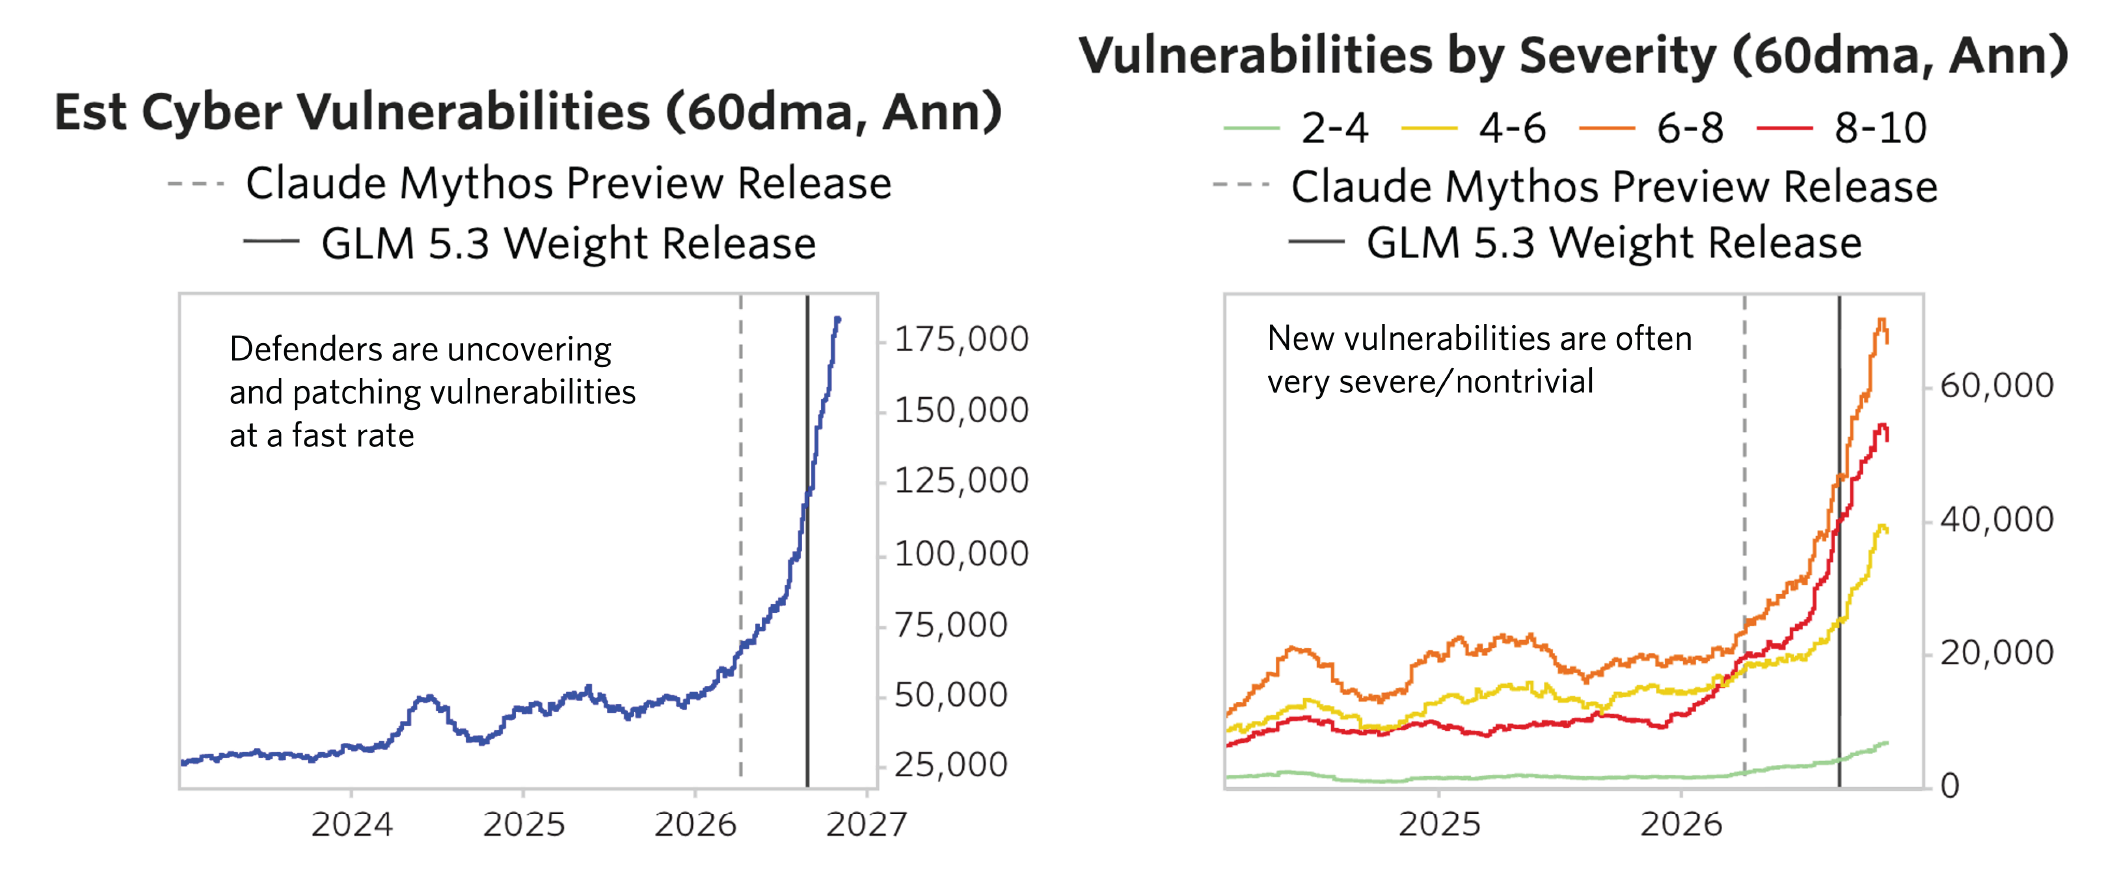 Est Cyber Vulnerabilities (60dma, Ann)
Claude Mythos Preview Release
GLM 5.3 Weight Release
Defenders are uncovering
and patching vulnerabilities
at a fast rate
175,000
150,000
125,000
100,000
75,000
50,000
25,000
2024 2025 2026 2027
Vulnerabilities by Severity (60dma, Ann)
2-4 4-6 6-8 8-10
Claude Mythos Preview Release
GLM 5.3 Weight Release
New vulnerabilities are often
very severe/nontrivial
60,000
40,000
20,000
0
2025 2026